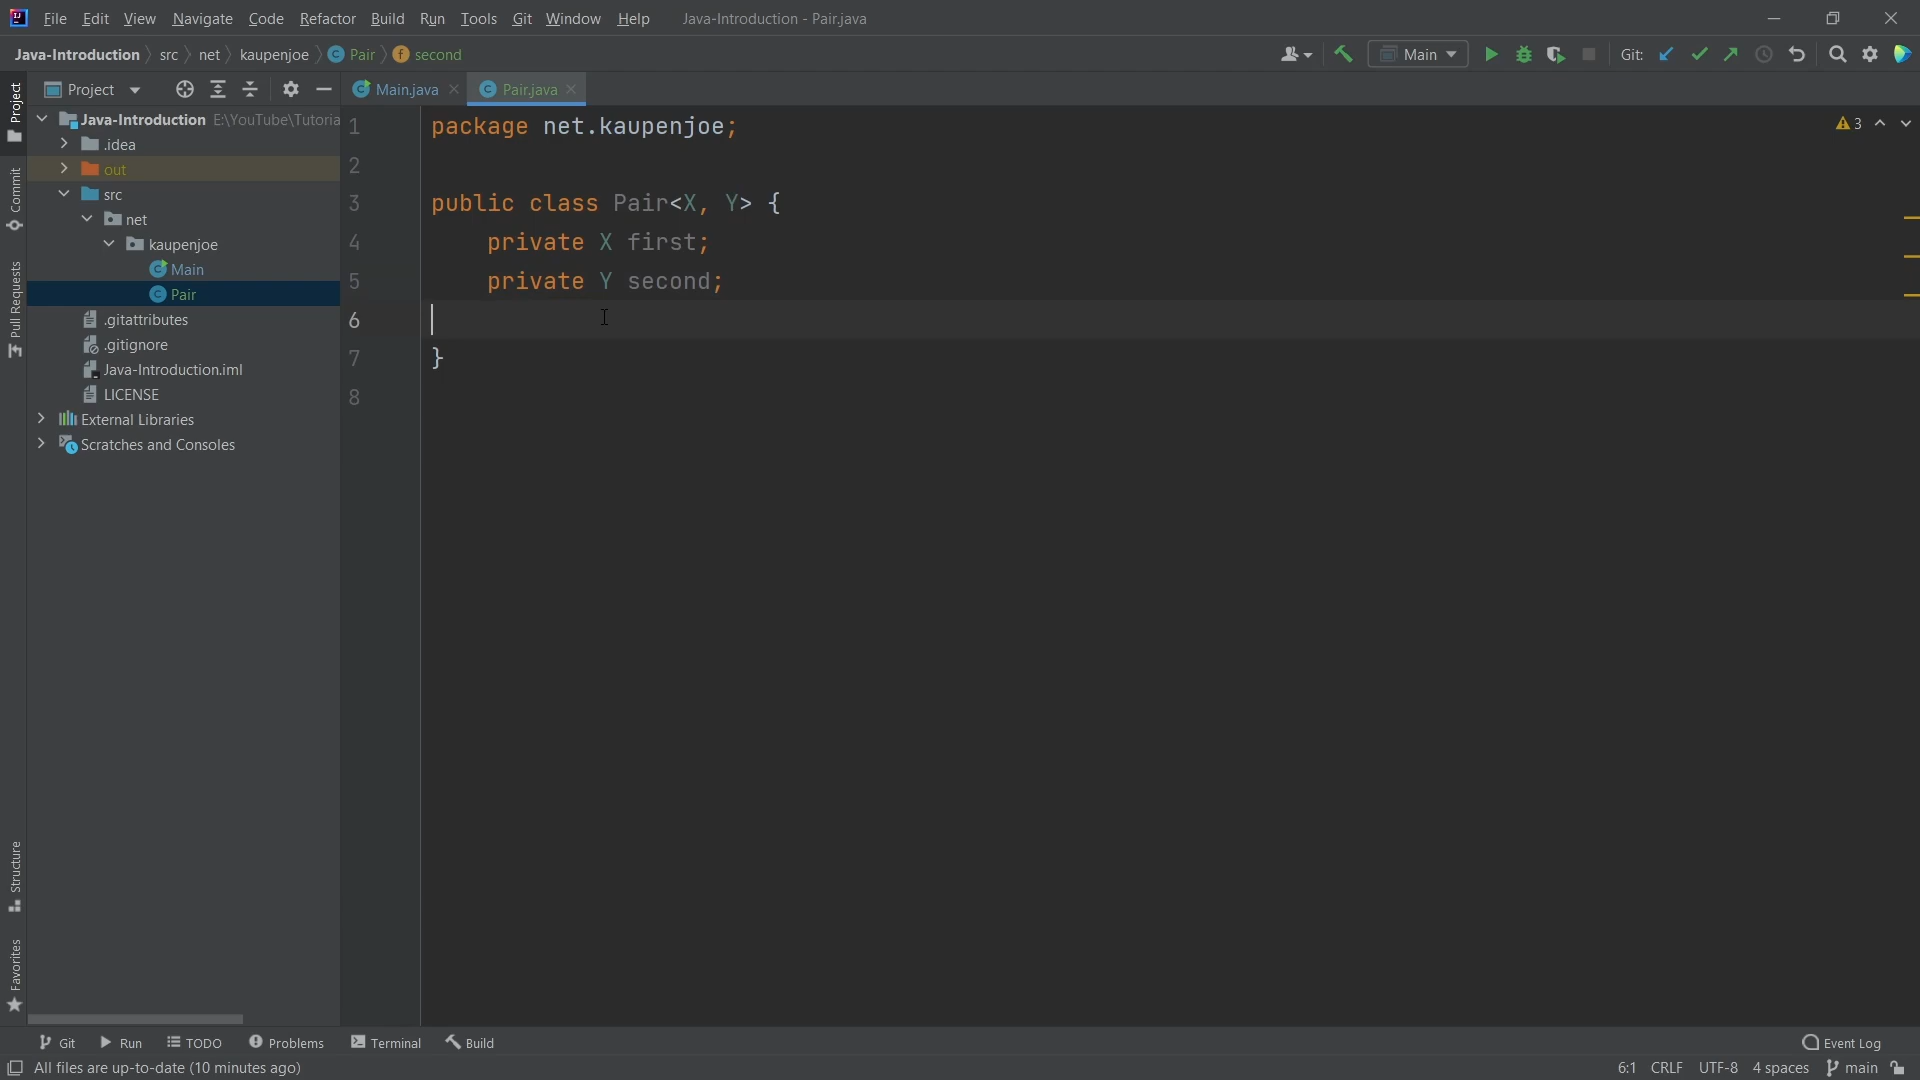 File Edit View Navigate Code Refactor Build Run Tools Git Window Help Java-Introduction - Pair.java
Java-Introduction src net kaupenjoe Pair second Main Git:
Project Main.java Pair.java
Project
Commit
Pull Requests
Structure
Favorites
Java-Introduction E:\YouTube\Tutoria
.idea
out
src
net
kaupenjoe
Main
Pair
.gitattributes
.gitignore
Java-Introduction.iml
LICENSE
External Libraries
Scratches and Consoles
1 package net.kaupenjoe; 3
2
3 public class Pair<X, Y> {
4 private X first;
5 private Y second;
6
7 }
8
Git Run TODO Problems Terminal Build Event Log
All files are up-to-date (10 minutes ago) 6:1 CRLF UTF-8 4 spaces main